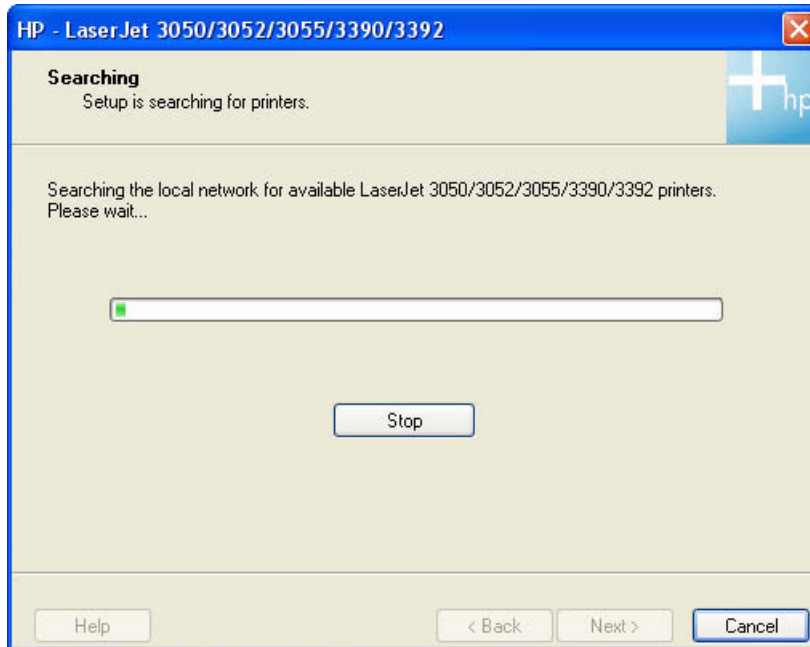 HP - LaserJet 3050/3052/3055/3390/3392
Searching
Setup is searching for printers.
hp
Searching the local network for available LaserJet 3050/3052/3055/3390/3392 printers.
Please wait...
Stop
Help
< Back
Next >
Cancel